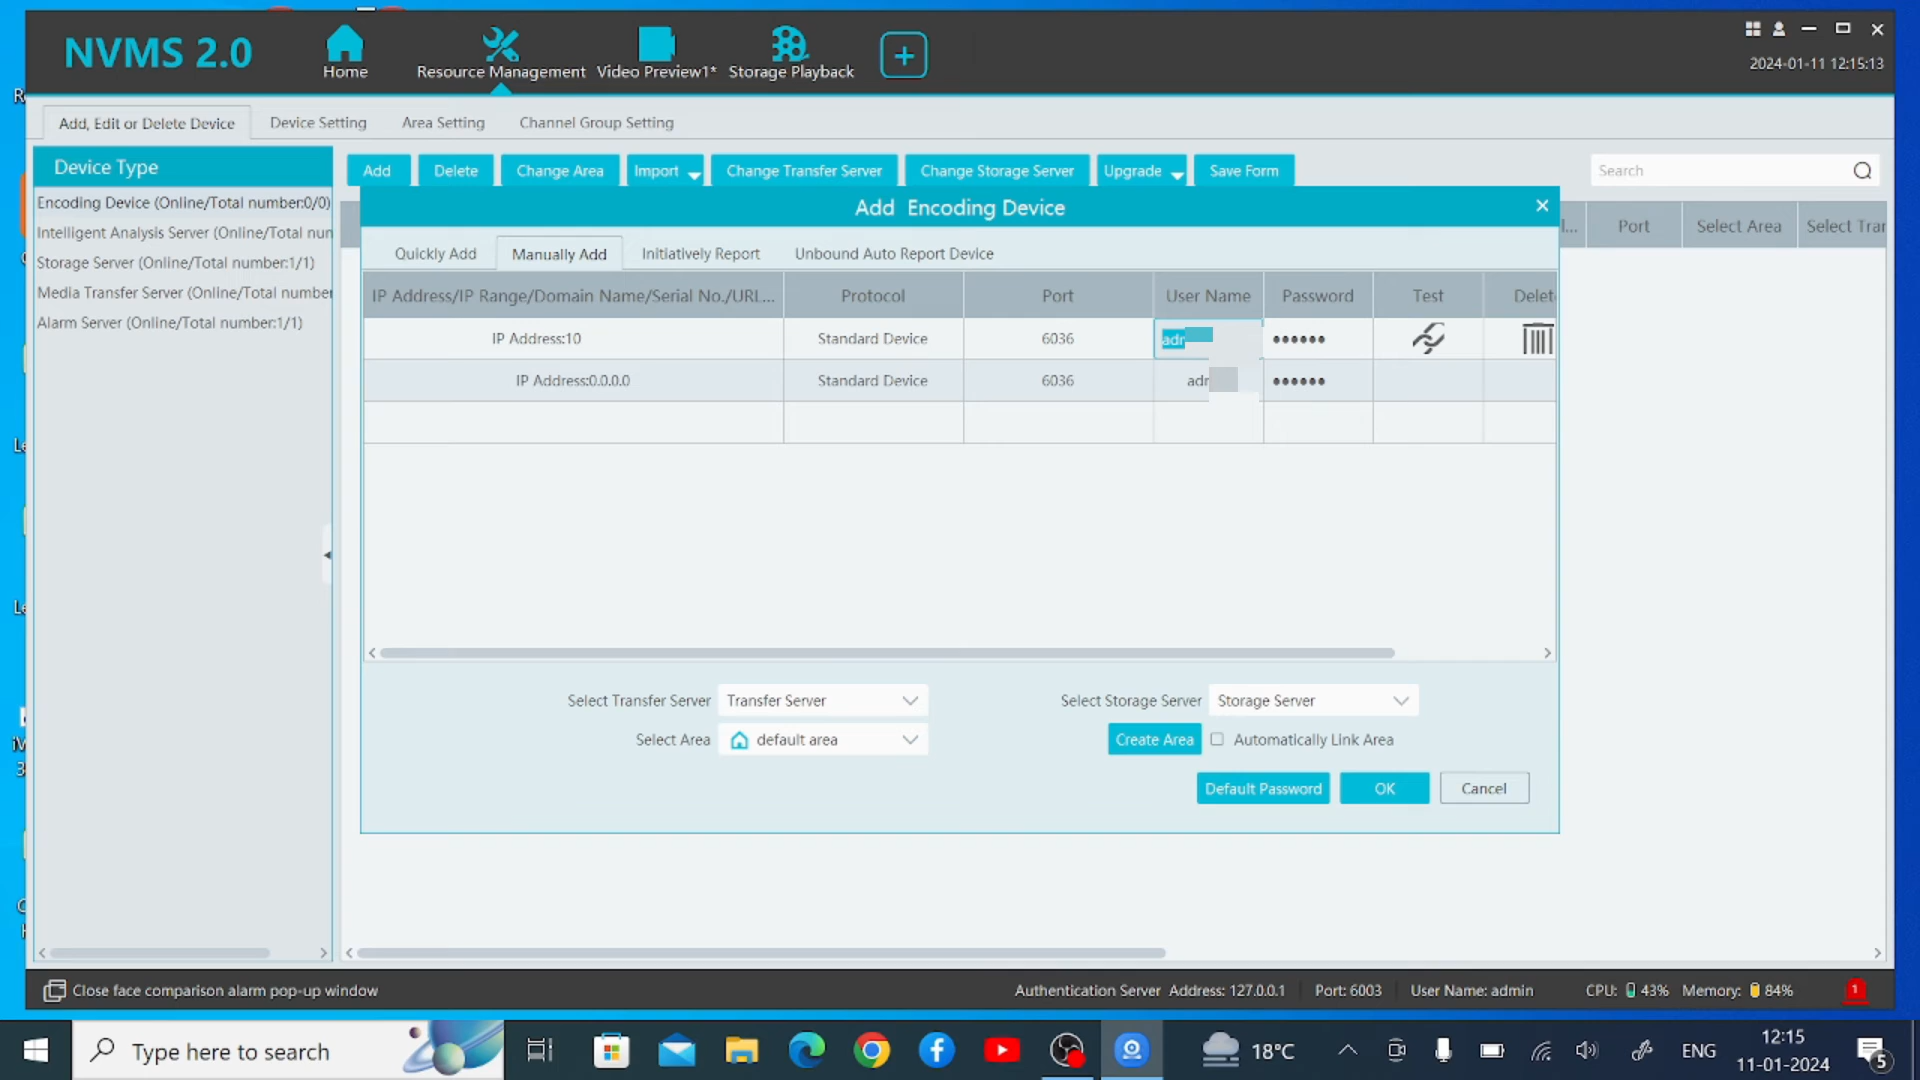 NVMS 2.0
Home
Resource Management
Video Preview1*
Storage Playback
2024-01-11 12:15:13
Add, Edit or Delete Device
Device Setting
Area Setting
Channel Group Setting
Device Type
Encoding Device (Online/Total number:0/0)
Intelligent Analysis Server (Online/Total num
Storage Server (Online/Total number:1/1)
Media Transfer Server (Online/Total number
Alarm Server (Online/Total number:1/1)
Add
Delete
Change Area
Import
Change Transfer Server
Change Storage Server
Upgrade
Save Form
Search
Port
Select Area
Select Trar
Add Encoding Device
Quickly Add
Manually Add
Initiatively Report
Unbound Auto Report Device
IP Address/IP Range/Domain Name/Serial No./URL...
Protocol
Port
User Name
Password
Test
Delet
IP Address:10
Standard Device
6036
adr
••••••
IP Address:0.0.0.0
Standard Device
6036
adr
••••••
Select Transfer Server
Transfer Server
Select Storage Server
Storage Server
Select Area
default area
Create Area
Automatically Link Area
Default Password
OK
Cancel
Close face comparison alarm pop-up window
Authentication Server Address: 127.0.0.1
Port: 6003
User Name: admin
CPU: 43%
Memory: 84%
1
Type here to search
18°C
ENG
12:15
11-01-2024
5